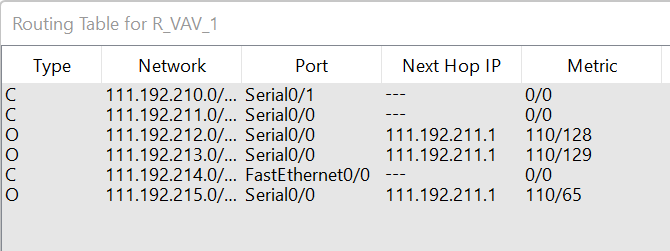 Routing Table for R_VAV_1
Type Network Port Next Hop IP Metric
C 111.192.210.0/... Serial0/1 --- 0/0
C 111.192.211.0/... Serial0/0 --- 0/0
O 111.192.212.0/... Serial0/0 111.192.211.1 110/128
O 111.192.213.0/... Serial0/0 111.192.211.1 110/129
C 111.192.214.0/... FastEthernet0/0 --- 0/0
O 111.192.215.0/... Serial0/0 111.192.211.1 110/65